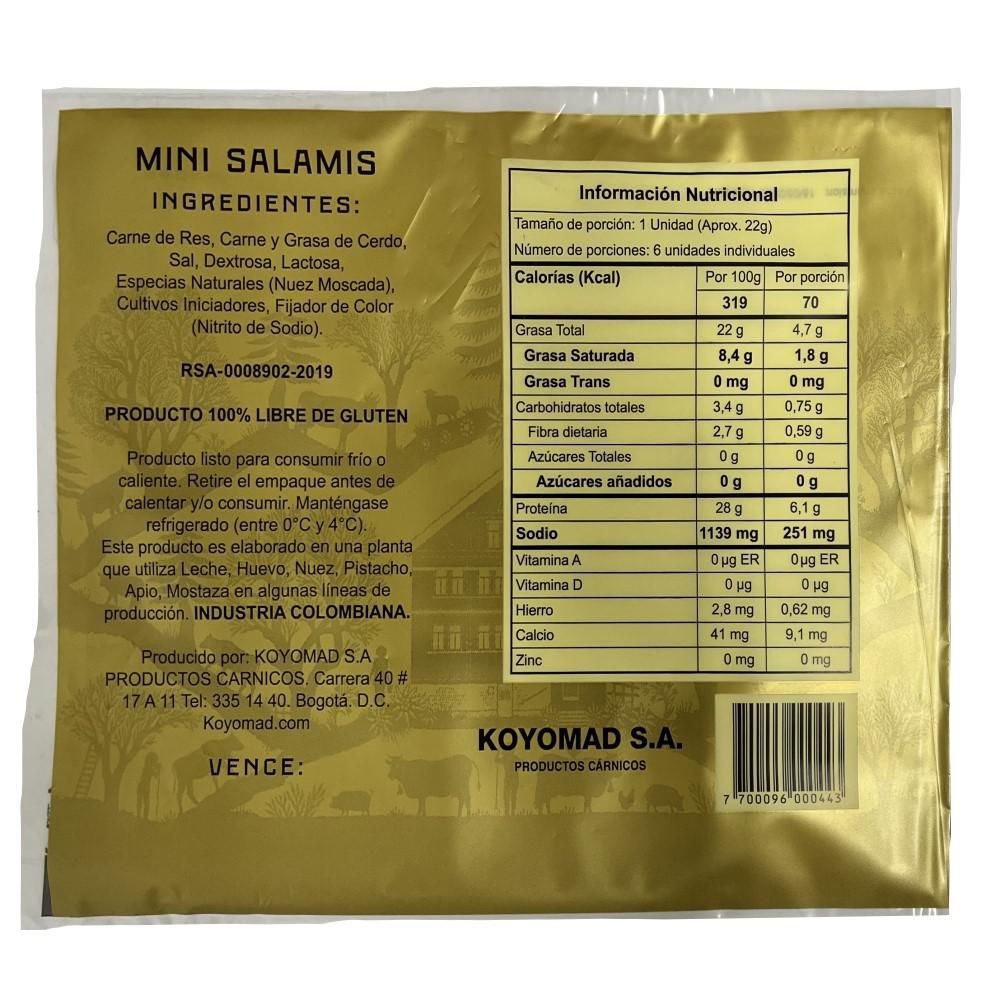 MINI SALAMIS
INGREDIENTES:
Carne de Res, Carne y Grasa de Cerdo,
Sal, Dextrosa, Lactosa,
Especias Naturales (Nuez Moscada),
Cultivos Iniciadores, Fijador de Color
(Nitrito de Sodio).
RSA-0008902-2019
PRODUCTO 100% LIBRE DE GLUTEN
Producto listo para consumir frío o
caliente. Retire el empaque antes de
calentar y/o consumir. Manténgase
refrigerado (entre 0°C y 4°C).
Este producto es elaborado en una planta
que utiliza Leche, Huevo, Nuez, Pistacho,
Apio, Mostaza en algunas líneas de
producción. INDUSTRIA COLOMBIANA.
Producido por: KOYOMAD S.A
PRODUCTOS CARNICOS. Carrera 40 #
17 A 11 Tel: 335 14 40. Bogotá. D.C.
Koyomad.com
VENCE:
Información Nutricional
Tamaño de porción: 1 Unidad (Aprox. 22g)
Número de porciones: 6 unidades individuales
Calorías (Kcal) Por 100g Por porción
319 70
Grasa Total 22 g 4,7 g
Grasa Saturada 8,4 g 1,8 g
Grasa Trans 0 mg 0 mg
Carbohidratos totales 3,4 g 0,75 g
Fibra dietaria 2,7 g 0,59 g
Azúcares Totales 0 g 0 g
Azúcares añadidos 0 g 0 g
Proteína 28 g 6,1 g
Sodio 1139 mg 251 mg
Vitamina A 0 µg ER 0 µg ER
Vitamina D 0 µg 0 µg
Hierro 2,8 mg 0,62 mg
Calcio 41 mg 9,1 mg
Zinc 0 mg 0 mg
KOYOMAD S.A.
PRODUCTOS CÁRNICOS
7 700096 000443